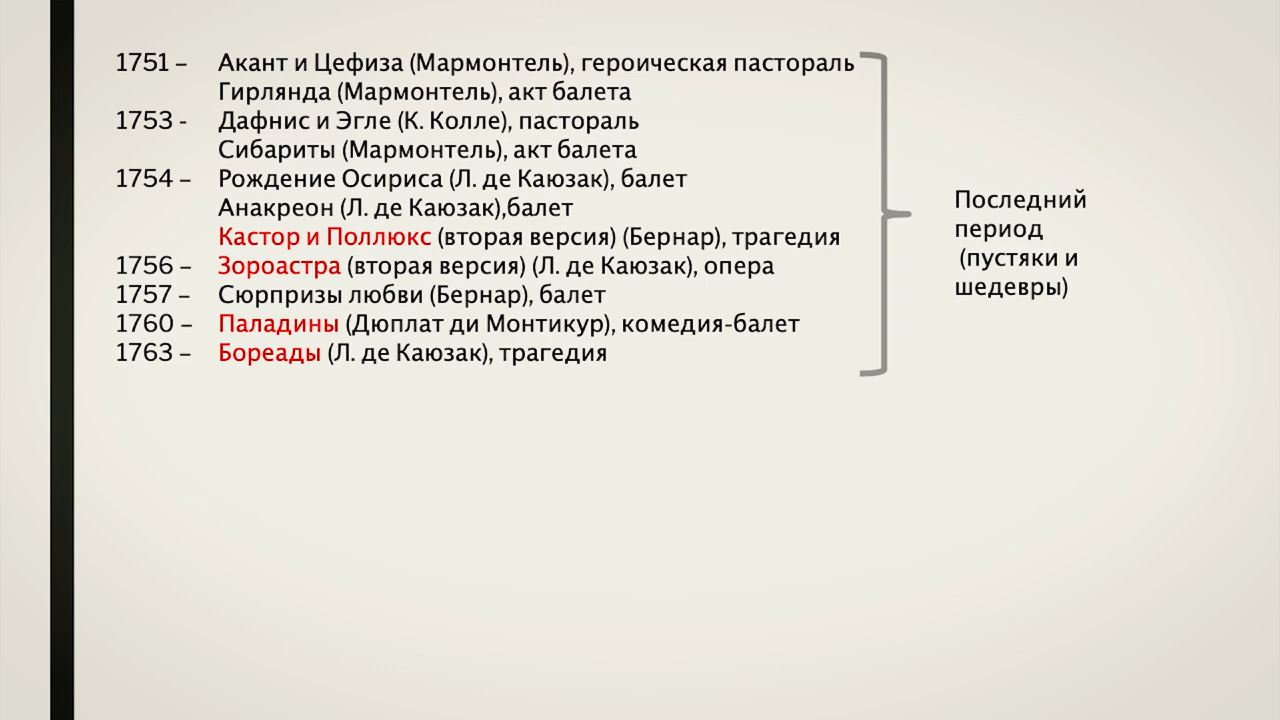 1751 – Акант и Цефиза (Мармонтель), героическая пастораль
Гирлянда (Мармонтель), акт балета
1753 - Дафнис и Эгле (К. Колле), пастораль
Сибариты (Мармонтель), акт балета
1754 – Рождение Осириса (Л. де Каюзак), балет
Анакреон (Л. де Каюзак),балет
Кастор и Поллюкс (вторая версия) (Бернар), трагедия
1756 – Зороастра (вторая версия) (Л. де Каюзак), опера
1757 – Сюрпризы любви (Бернар), балет
1760 – Паладины (Дюплат ди Монтикур), комедия-балет
1763 – Бореады (Л. де Каюзак), трагедия
Последний
период
(пустяки и
шедевры)